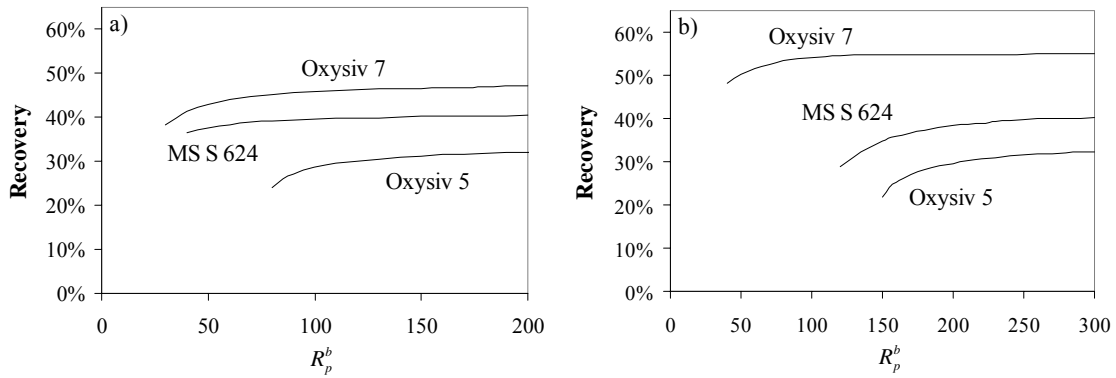 a)
60%
50%
40%
30%
20%
10%
0%
Recovery
Oxysiv 7
MS S 624
Oxysiv 5
0 50 100 150 200
R_p^b
b)
60%
50%
40%
30%
20%
10%
0%
Recovery
Oxysiv 7
MS S 624
Oxysiv 5
0 50 100 150 200 250 300
R_p^b